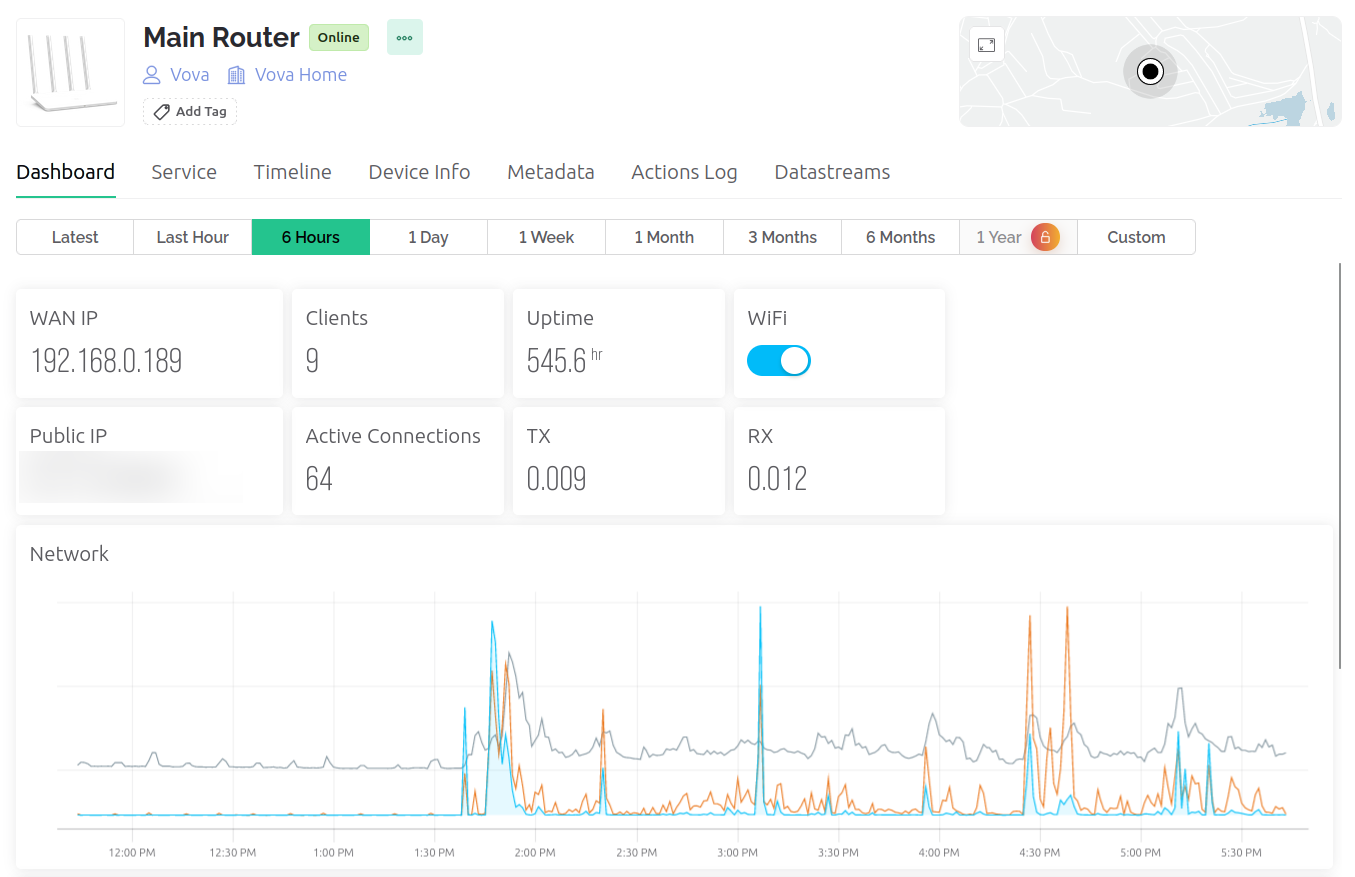 Main Router Online
Vova Vova Home
Add Tag
Dashboard Service Timeline Device Info Metadata Actions Log Datastreams
Latest Last Hour 6 Hours 1 Day 1 Week 1 Month 3 Months 6 Months 1 Year Custom
WAN IP Clients Uptime WiFi
192.168.0.189 9 545.6 hr
Public IP Active Connections TX RX
64 0.009 0.012
Network
12:00 PM 12:30 PM 1:00 PM 1:30 PM 2:00 PM 2:30 PM 3:00 PM 3:30 PM 4:00 PM 4:30 PM 5:00 PM 5:30 PM